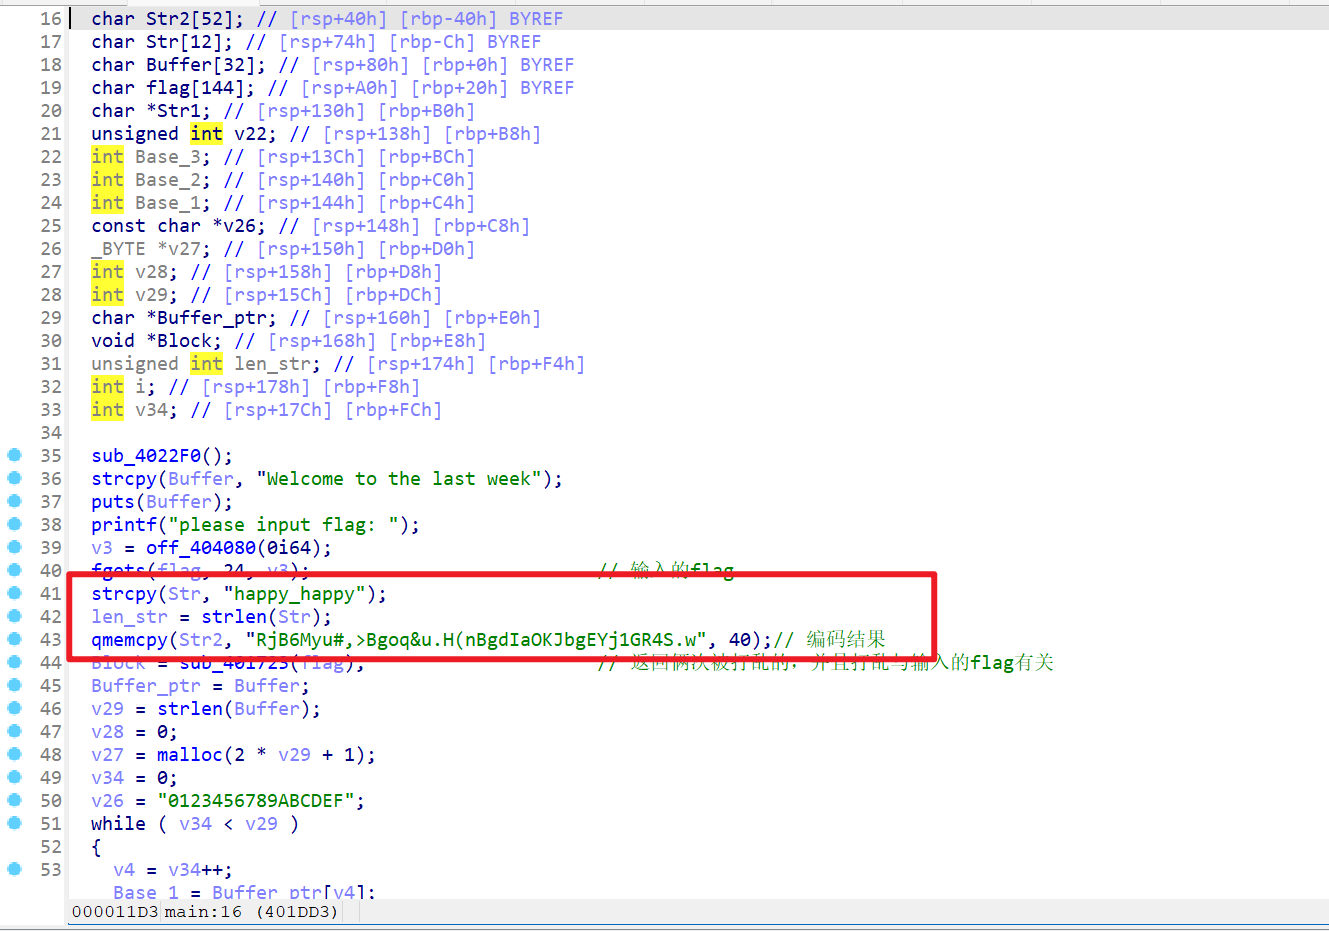 16 char Str2[52]; // [rsp+40h] [rbp-40h] BYREF
17 char Str[12]; // [rsp+74h] [rbp-Ch] BYREF
18 char Buffer[32]; // [rsp+80h] [rbp+0h] BYREF
19 char flag[144]; // [rsp+A0h] [rbp+20h] BYREF
20 char *Str1; // [rsp+130h] [rbp+B0h]
21 unsigned int v22; // [rsp+138h] [rbp+B8h]
22 int Base_3; // [rsp+13Ch] [rbp+BCh]
23 int Base_2; // [rsp+140h] [rbp+C0h]
24 int Base_1; // [rsp+144h] [rbp+C4h]
25 const char *v26; // [rsp+148h] [rbp+C8h]
26 _BYTE *v27; // [rsp+150h] [rbp+D0h]
27 int v28; // [rsp+158h] [rbp+D8h]
28 int v29; // [rsp+15Ch] [rbp+DCh]
29 char *Buffer_ptr; // [rsp+160h] [rbp+E0h]
30 void *Block; // [rsp+168h] [rbp+E8h]
31 unsigned int len_str; // [rsp+174h] [rbp+F4h]
32 int i; // [rsp+178h] [rbp+F8h]
33 int v34; // [rsp+17Ch] [rbp+FCh]
34
35 sub_4022F0();
36 strcpy(Buffer, "Welcome to the last week");
37 puts(Buffer);
38 printf("please input flag: ");
39 v3 = off_404080(0i64);
40 fgets(flag, 24, v3); // 输入的flag
41 strcpy(Str, "happy_happy");
42 len_str = strlen(Str);
43 qmemcpy(Str2, "RjB6Myu#,>Bgoq&u.H(nBgdIaOKJbgEYj1GR4S.w", 40);// 编码结果
44 Block = sub_401723(flag); // 返回俩次被打乱的，并且打乱与输入的flag有关
45 Buffer_ptr = Buffer;
46 v29 = strlen(Buffer);
47 v28 = 0;
48 v27 = malloc(2 * v29 + 1);
49 v34 = 0;
50 v26 = "0123456789ABCDEF";
51 while ( v34 < v29 )
52 {
53 v4 = v34++;
Base_1 = Buffer_ptr[v4];
000011D3 main:16 (401DD3)